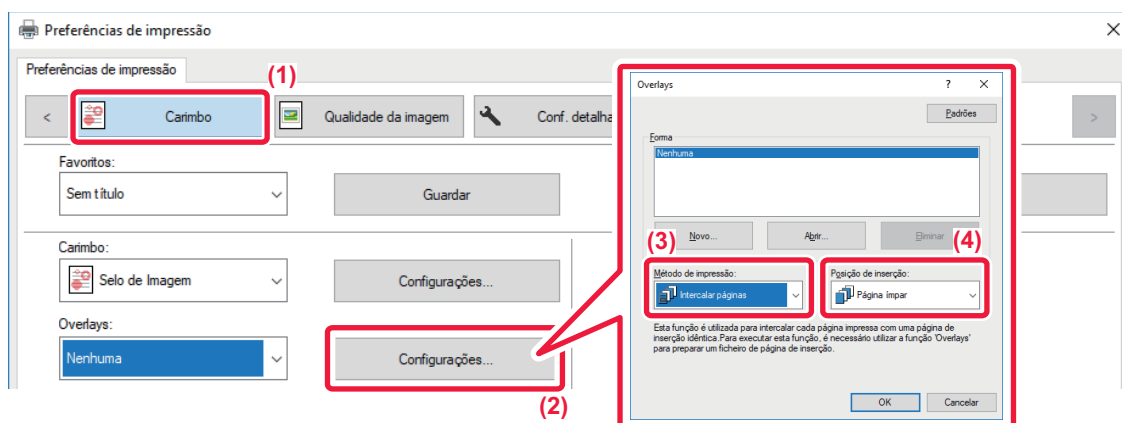 Preferências de impressão
Preferências de impressão
(1)
<
Carimbo
Qualidade da imagem
Conf. detalha
>
Favoritos:
Sem título
Guardar
Carimbo:
Selo de Imagem
Configurações...
Overlays:
Nenhuma
Configurações...
(2)
Overlays
?
Padrões
Forma
Nenhuma
Novo...
Abrir...
Eliminar
(3)
(4)
Método de impressão:
Intercalar páginas
Posição de inserção:
Página ímpar
Esta função é utilizada para intercalar cada página impressa com uma página de
inserção idêntica.Para executar esta função, é necessário utilizar a função 'Overlays'
para preparar um ficheiro de página de inserção.
OK
Cancelar